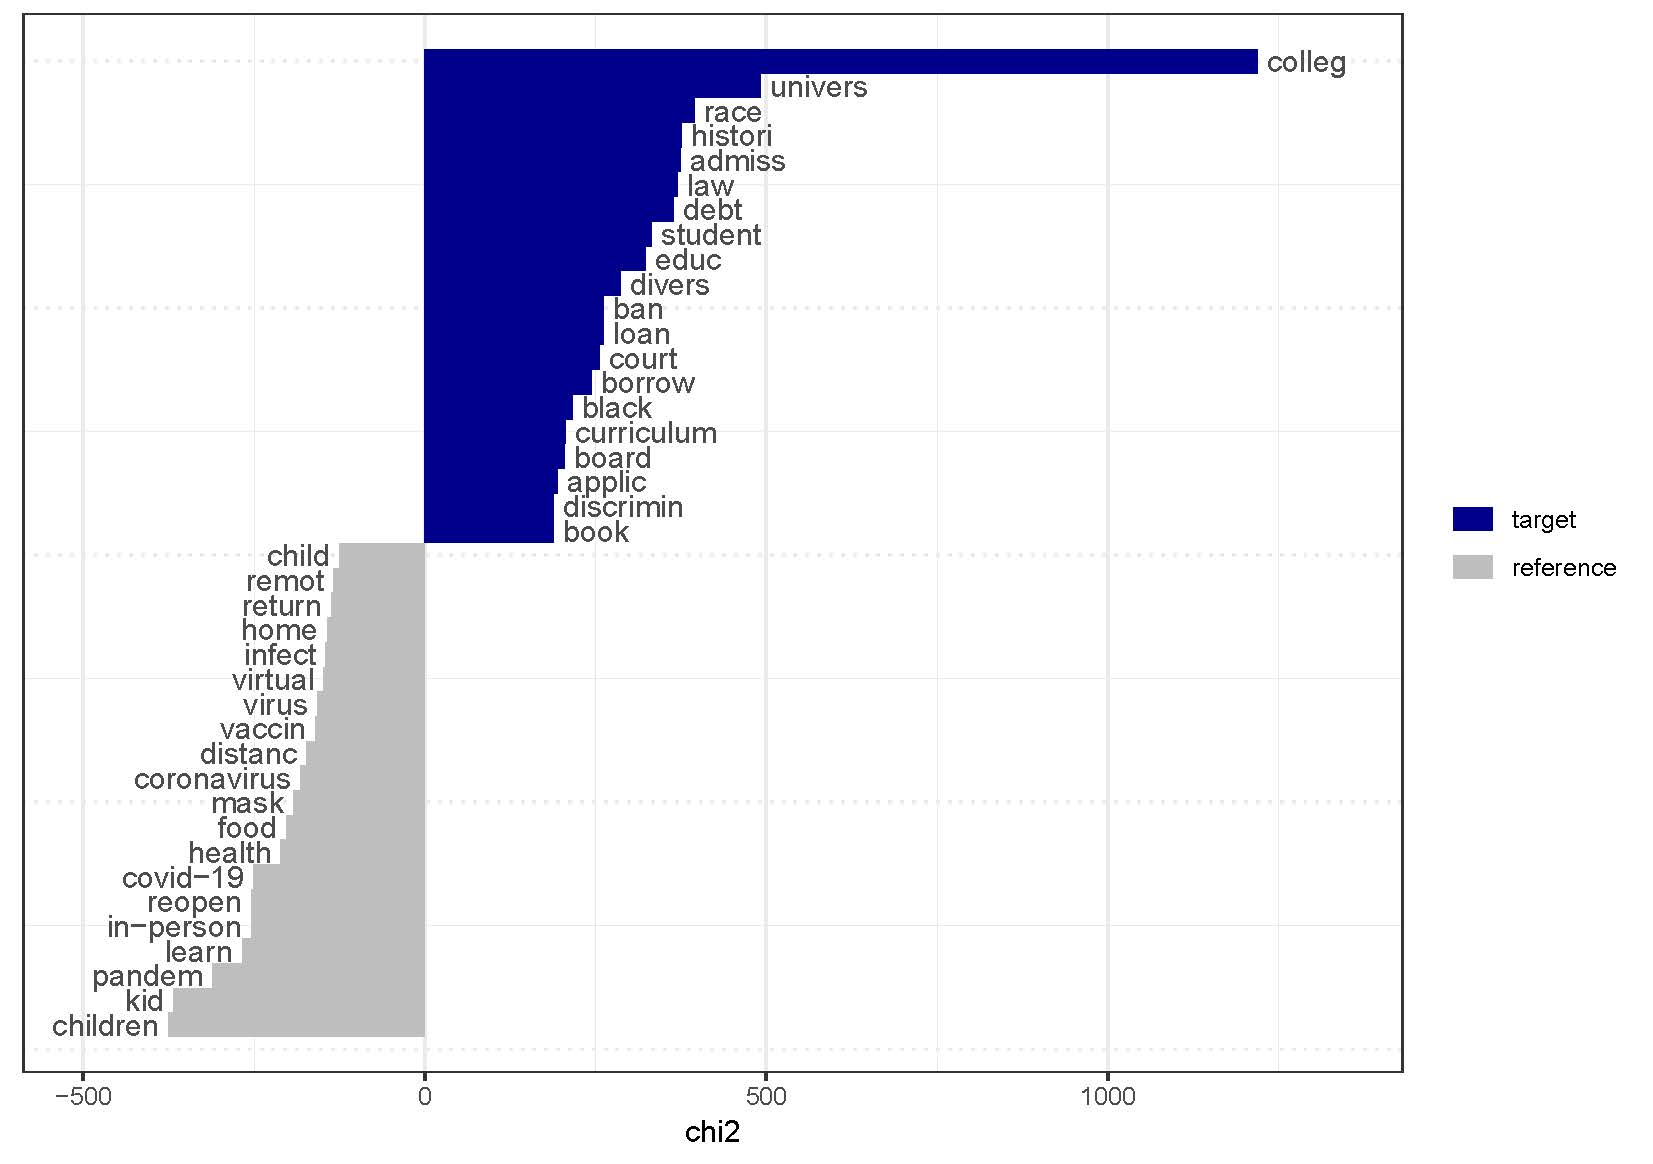 colleg
univers
race
histori
admiss
law
debt
student
educ
divers
ban
loan
court
borrow
black
curriculum
board
applic
discrimin
book
child
remot
return
home
infect
virtual
virus
vaccin
distanc
coronavirus
mask
food
health
covid−19
reopen
in−person
learn
pandem
kid
children
−500 0 500 1000
chi2
target
reference